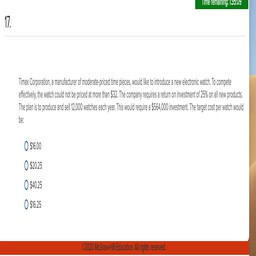 Time remaining: 1:55:09
17.
Timex Corporation, a manufacturer of moderate-priced time pieces, would like to introduce a new electronic watch. To compete
effectively, the watch could not be priced at more than $32. The company requires a return on investment of 25% on all new products.
The plan is to produce and sell 12,000 watches each year. This would require a $564,000 investment. The target cost per watch would
be:
$16.00
$20.25
$40.25
$16.25
©2020 McGraw-Hill Education. All rights reserved.